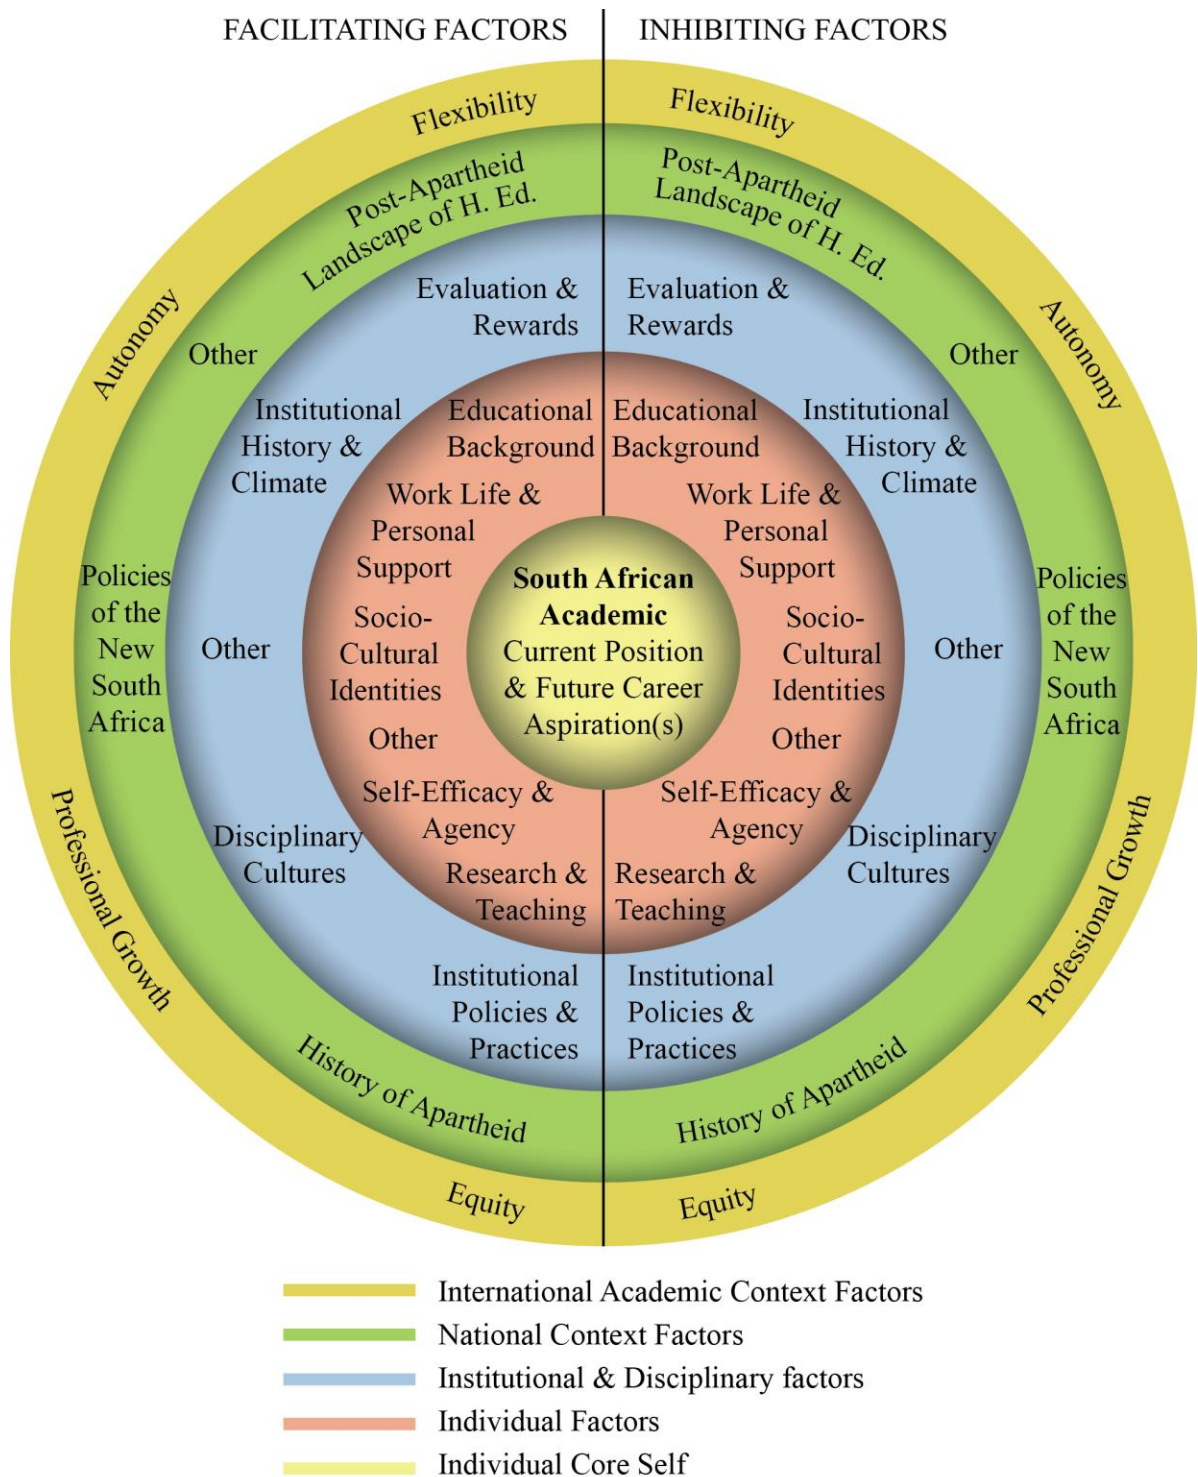 FACILITATING FACTORS
INHIBITING FACTORS
Flexibility
Flexibility
Post-Apartheid
Landscape of H. Ed.
Post-Apartheid
Landscape of H. Ed.
Evaluation &
Rewards
Evaluation &
Rewards
Autonomy
Autonomy
Other
Other
Institutional
History &
Climate
Educational
Background
Educational
Background
Institutional
History &
Climate
Work Life &
Personal
Support
Work Life &
Personal
Support
Policies
of the
New
South
Africa
Other
Socio-
Cultural
Identities
South African
Academic
Current Position
& Future Career
Aspiration(s)
Socio-
Cultural
Identities
Other
Policies
of the
New
South
Africa
Other
Other
Self-Efficacy &
Agency
Self-Efficacy &
Agency
Disciplinary
Cultures
Disciplinary
Cultures
Professional Growth
Professional Growth
Research &
Teaching
Research &
Teaching
Institutional
Policies &
Practices
Institutional
Policies &
Practices
History of Apartheid
History of Apartheid
Equity
Equity
International Academic Context Factors
National Context Factors
Institutional & Disciplinary factors
Individual Factors
Individual Core Self